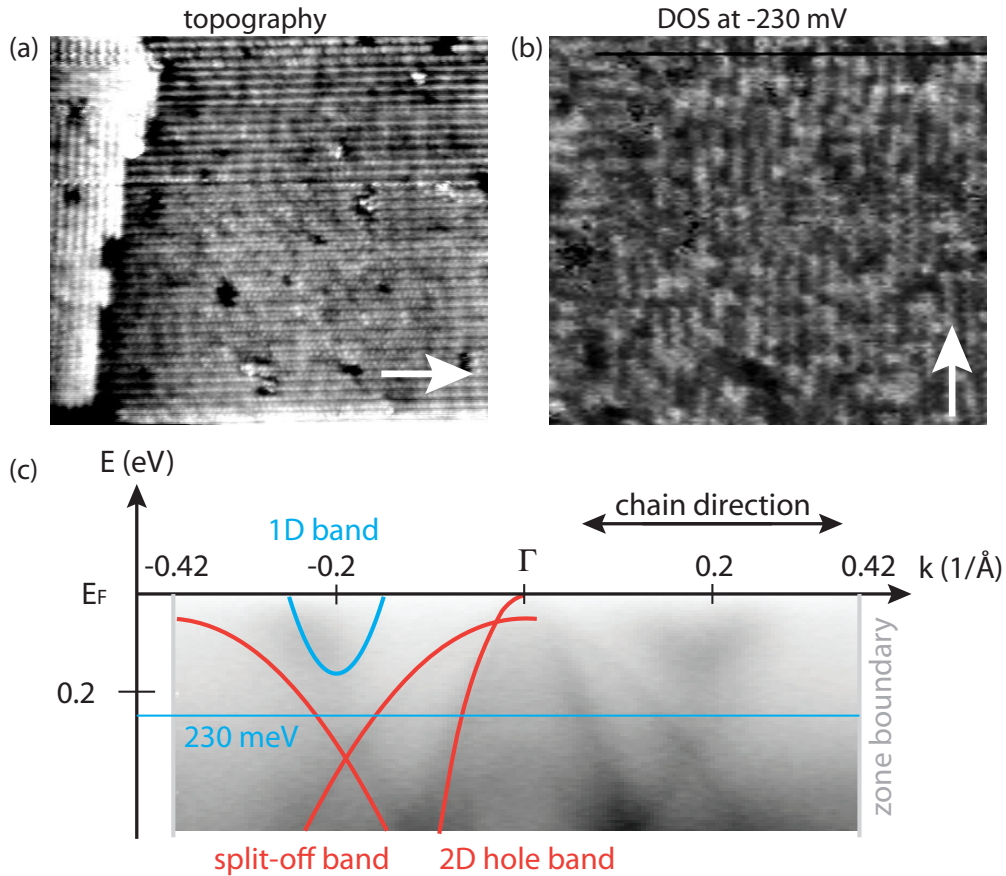 topography
DOS at -230 mV
(a)
(b)
(c)
E (eV)
chain direction
1D band
-0.42
-0.2
Γ
0.2
0.42
k (1/Å)
EF
0.2
230 meV
zone boundary
split-off band
2D hole band